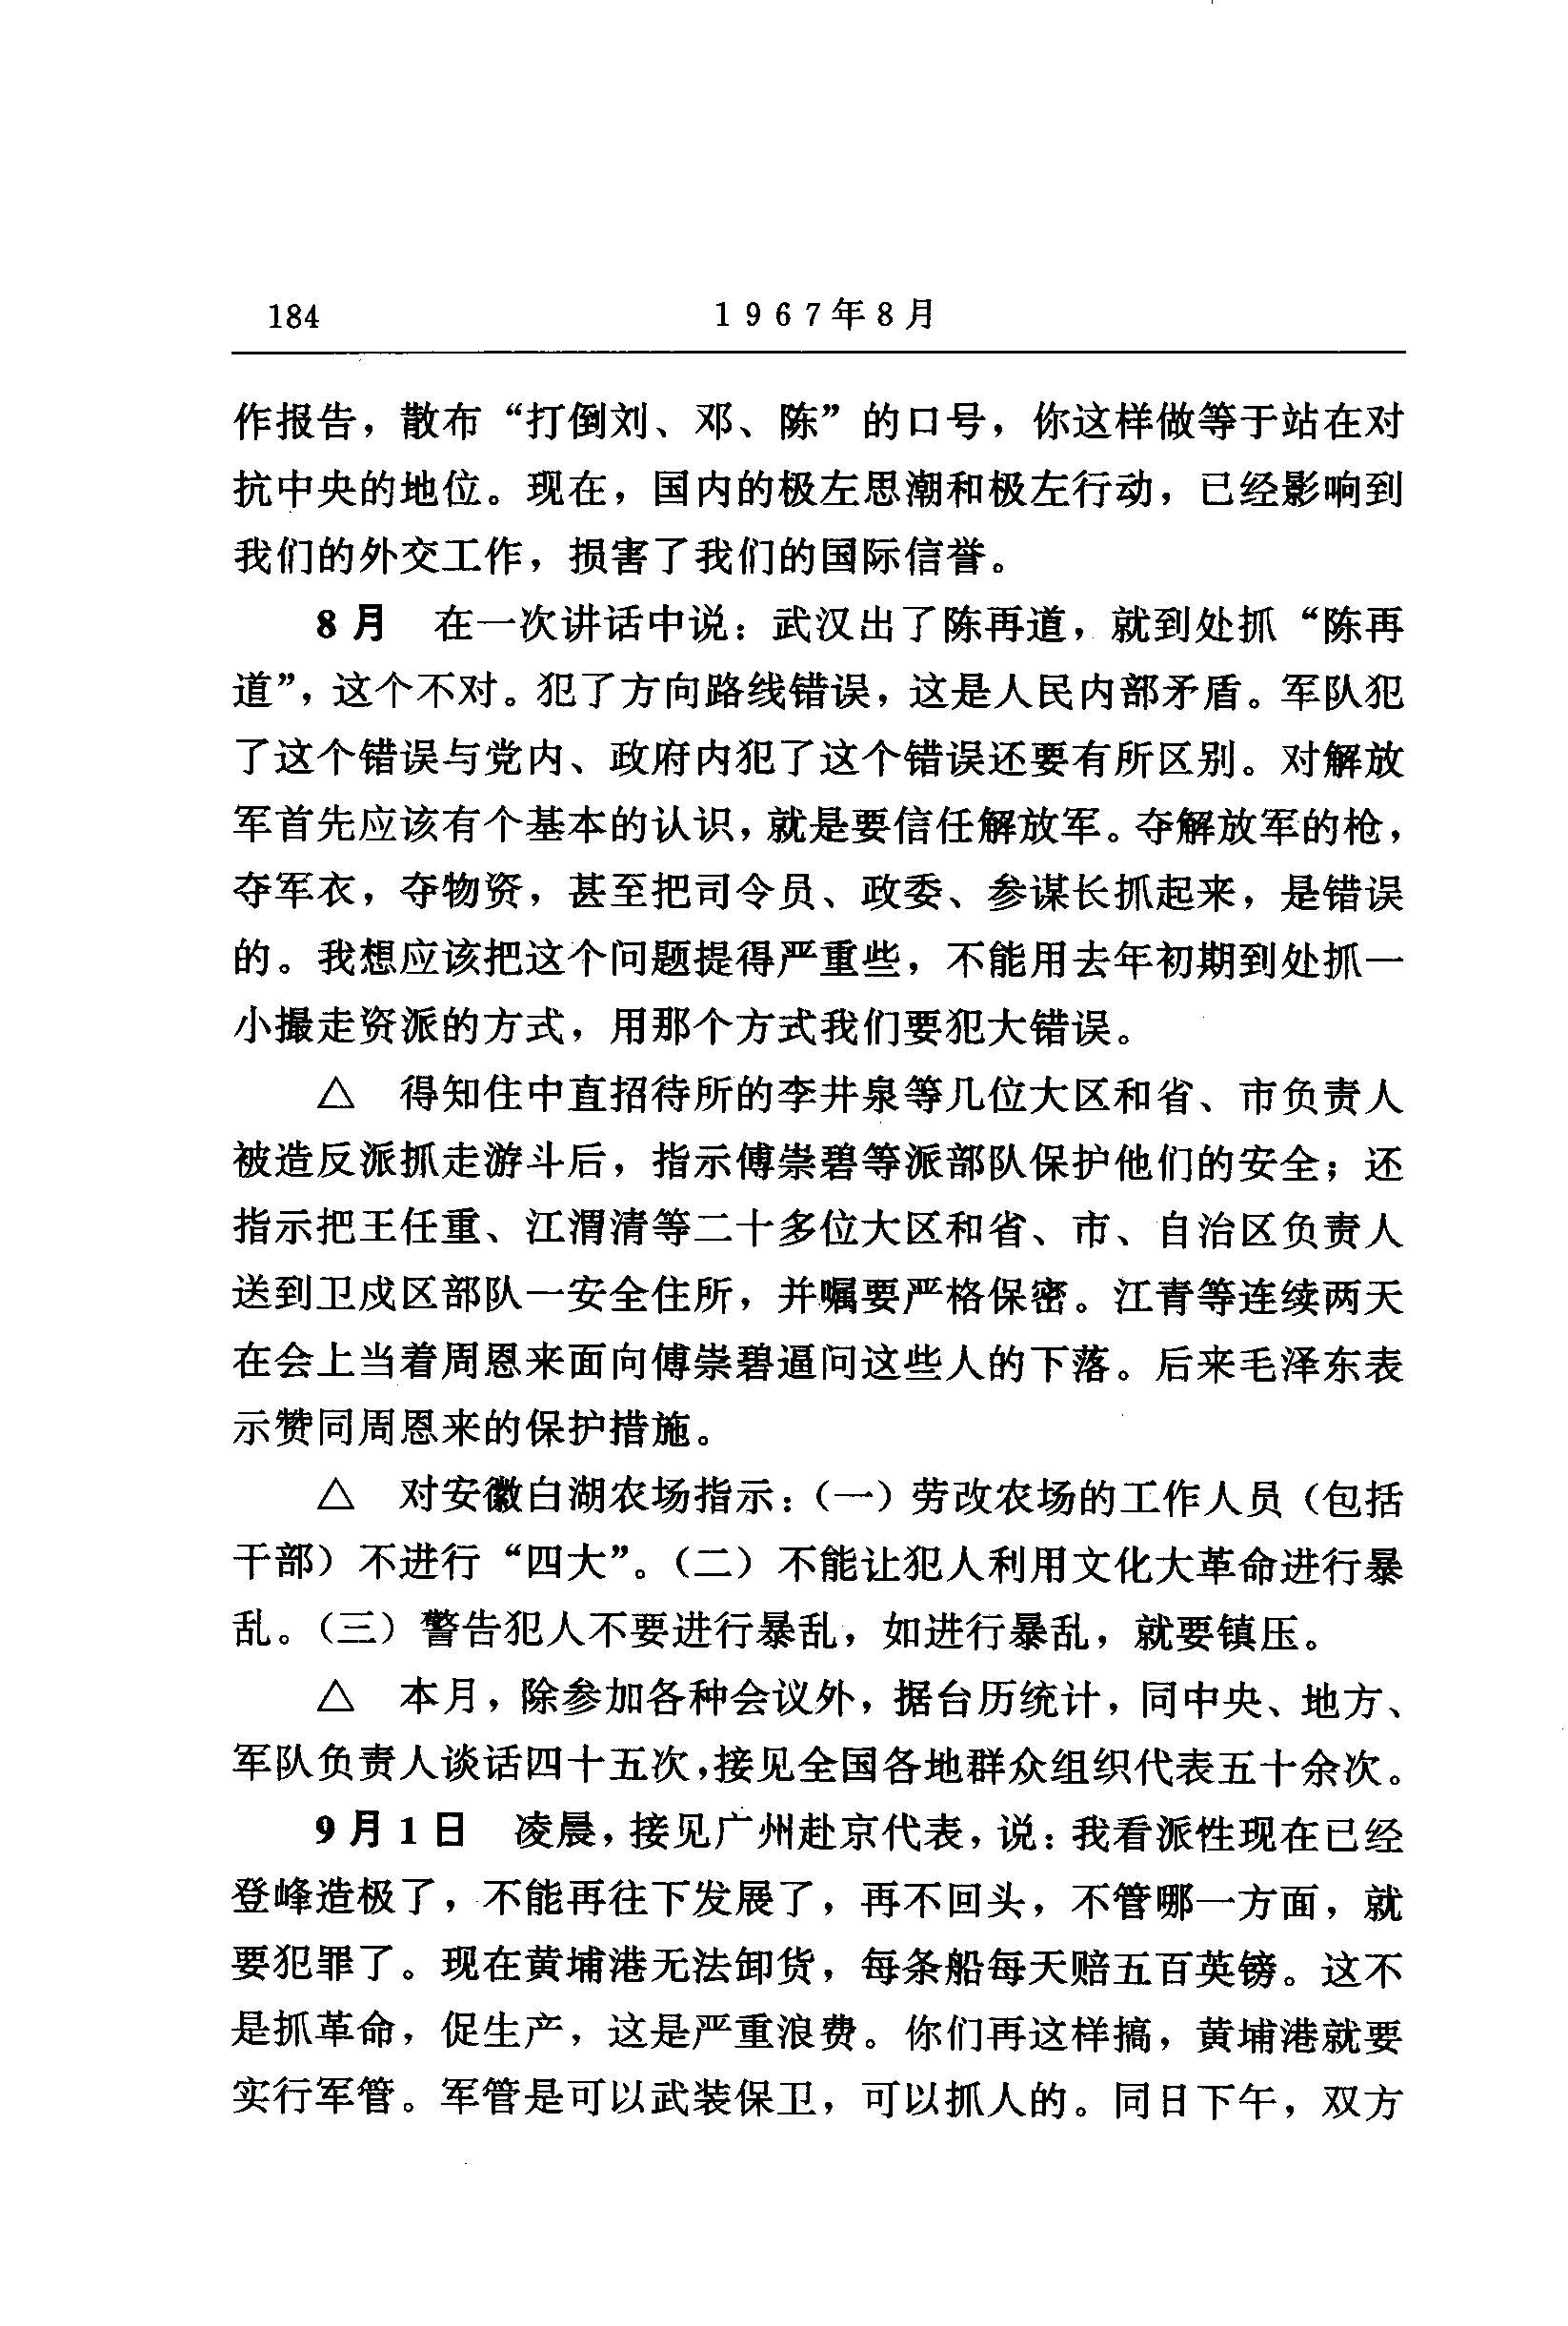 184 1967年8月
作报告，散布“打倒刘、邓、陈”的口号，你这样做等于站在对
抗中央的地位。现在，国内的极左思潮和极左行动，已经影响到
我们的外交工作，损害了我们的国际信誉。
8月 在一次讲话中说：武汉出了陈再道，就到处抓“陈再
道”，这个不对。犯了方向路线错误，这是人民内部矛盾。军队犯
了这个错误与党内、政府内犯了这个错误还要有所区别。对解放
军首先应该有个基本的认识，就是要信任解放军。夺解放军的枪，
夺军衣，夺物资，甚至把司令员、政委、参谋长抓起来，是错误
的。我想应该把这个问题提得严重些，不能用去年初期到处抓一
小撮走资派的方式，用那个方式我们要犯大错误。
△ 得知住中直招待所的李井泉等几位大区和省、市负责人
被造反派抓走游斗后，指示傅崇碧等派部队保护他们的安全；还
指示把王任重、江渭清等二十多位大区和省、市、自治区负责人
送到卫戍区部队一安全住所，并嘱要严格保密。江青等连续两天
在会上当着周恩来面向傅崇碧逼问这些人的下落。后来毛泽东表
示赞同周恩来的保护措施。
△ 对安徽白湖农场指示：（一）劳改农场的工作人员（包括
干部）不进行“四大”。（二）不能让犯人利用文化大革命进行暴
乱。（三）警告犯人不要进行暴乱，如进行暴乱，就要镇压。
△ 本月，除参加各种会议外，据台历统计，同中央、地方、
军队负责人谈话四十五次，接见全国各地群众组织代表五十余次。
9月1日 凌晨，接见广州赴京代表，说：我看派性现在已经
登峰造极了，不能再往下发展了，再不回头，不管哪一方面，就
要犯罪了。现在黄埔港无法卸货，每条船每天赔五百英镑。这不
是抓革命，促生产，这是严重浪费。你们再这样搞，黄埔港就要
实行军管。军管是可以武装保卫，可以抓人的。同日下午，双方